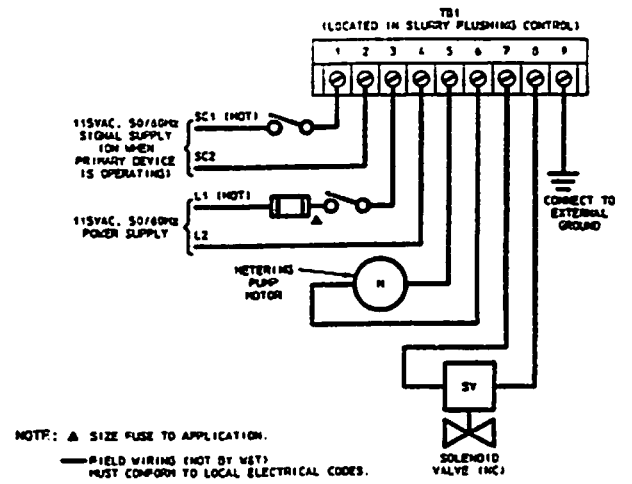 TB1
(LOCATED IN SLURRY FLUSHING CONTROL)
1 2 3 4 5 6 7 8 9
115VAC, 50/60HZ
SIGNAL SUPPLY
(ON WHEN
PRIMARY DEVICE
IS OPERATING)
SC1 (HOT)
SC2
L1 (HOT)
115VAC, 50/60HZ
POWER SUPPLY
L2
CONNECT TO
EXTERNAL
GROUND
METERING
PUMP
MOTOR
M
SV
SOLENOID
VALVE (NC)
NOTE: ▲ SIZE FUSE TO APPLICATION.
FIELD WIRING (NOT BY W&T)
MUST CONFORM TO LOCAL ELECTRICAL CODES.